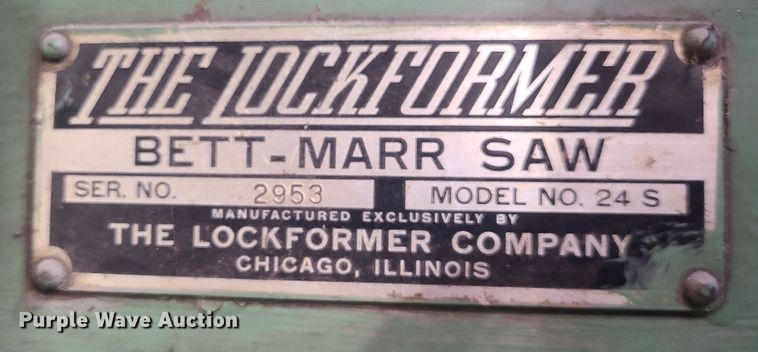 THE LOCKFORMER
BETT-MARR SAW
SER. NO. 2953 MODEL NO. 24 S
MANUFACTURED EXCLUSIVELY BY
THE LOCKFORMER COMPANY
CHICAGO, ILLINOIS
Purple Wave Auction